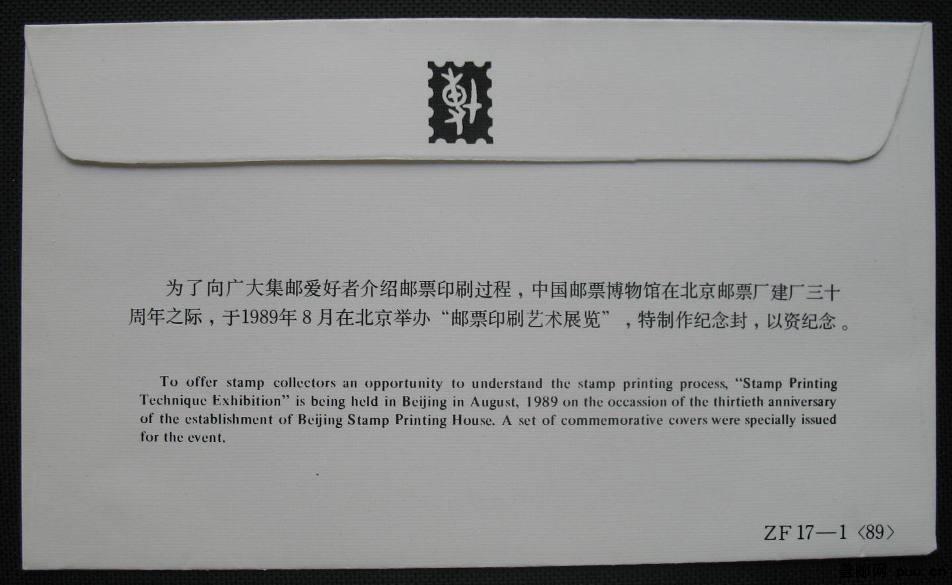 为了向广大集邮爱好者介绍邮票印刷过程，中国邮票博物馆在北京邮票厂建厂三十
周年之际，于1989年8月在北京举办“邮票印刷艺术展览”，特制作纪念封，以资纪念。
To offer stamp collectors an opportunity to understand the stamp printing process, “Stamp Printing
Technique Exhibition” is being held in Beijing in August, 1989 on the occassion of the thirtieth anniversary
of the establishment of Beijing Stamp Printing House. A set of commemorative covers were specially issued
for the event.
ZF 17—1〈89〉